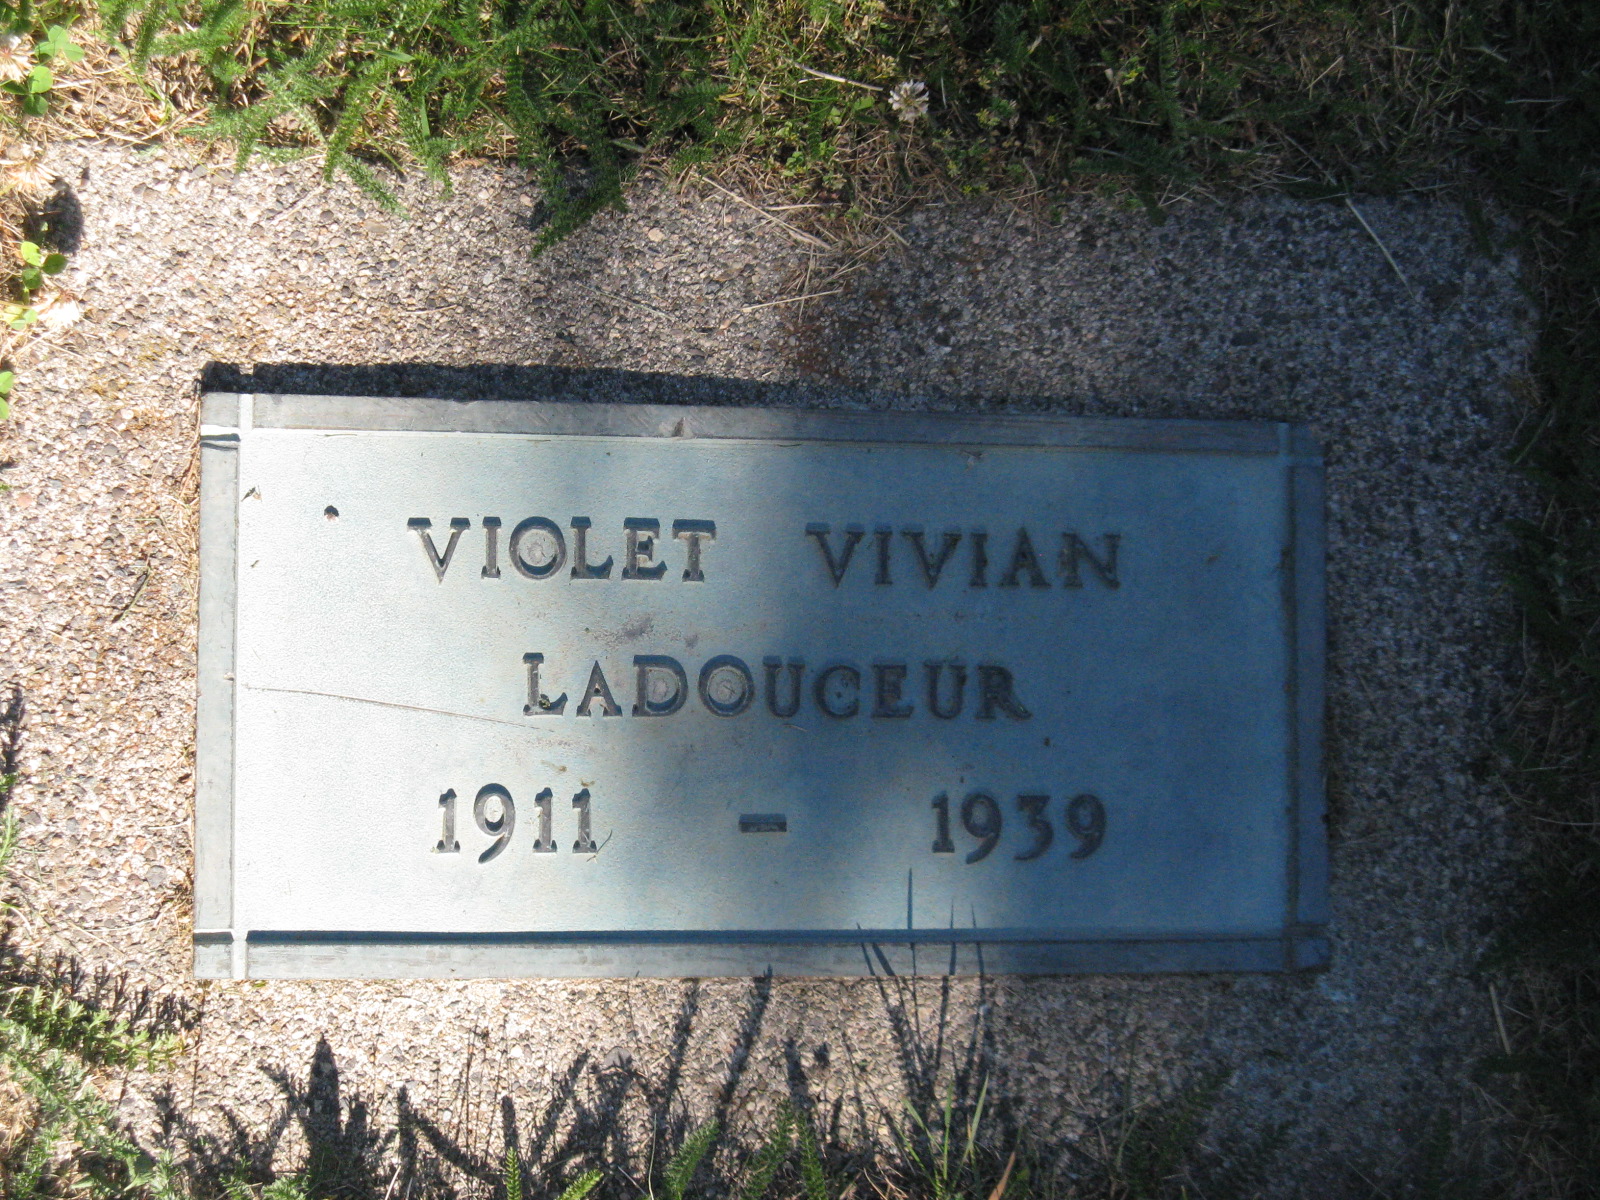 VIOLET VIVIAN
LADOUCEUR
1911 - 1939